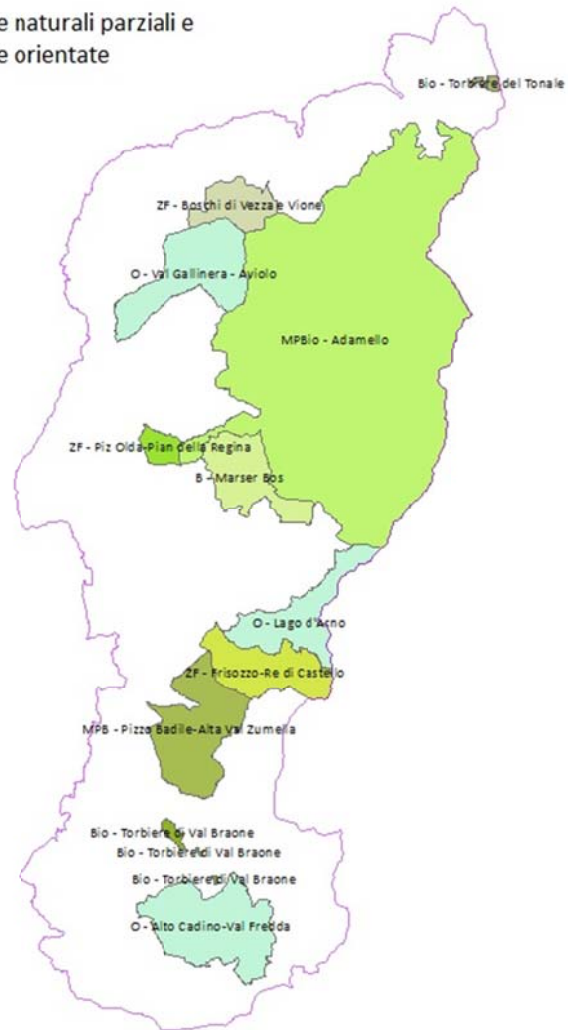 e naturali parziali e
e orientate
Bio - Torbiere del Tonale
ZF - Boschi di Vezza e Vione
O - Val Gallinera - Aviolo
MPBio - Adamello
ZF - Piz Olda-Pian della Regina
B - Marser Bos
O - Lago d'Arno
ZF - Frisozzo-Re di Castello
MPB - Pizzo Badile-Alta Val Zumella
Bio - Torbiere di Val Braone
Bio - Torbiere di Val Braone
Bio - Torbiere di Val Braone
O - Alto Cadino-Val Fredda